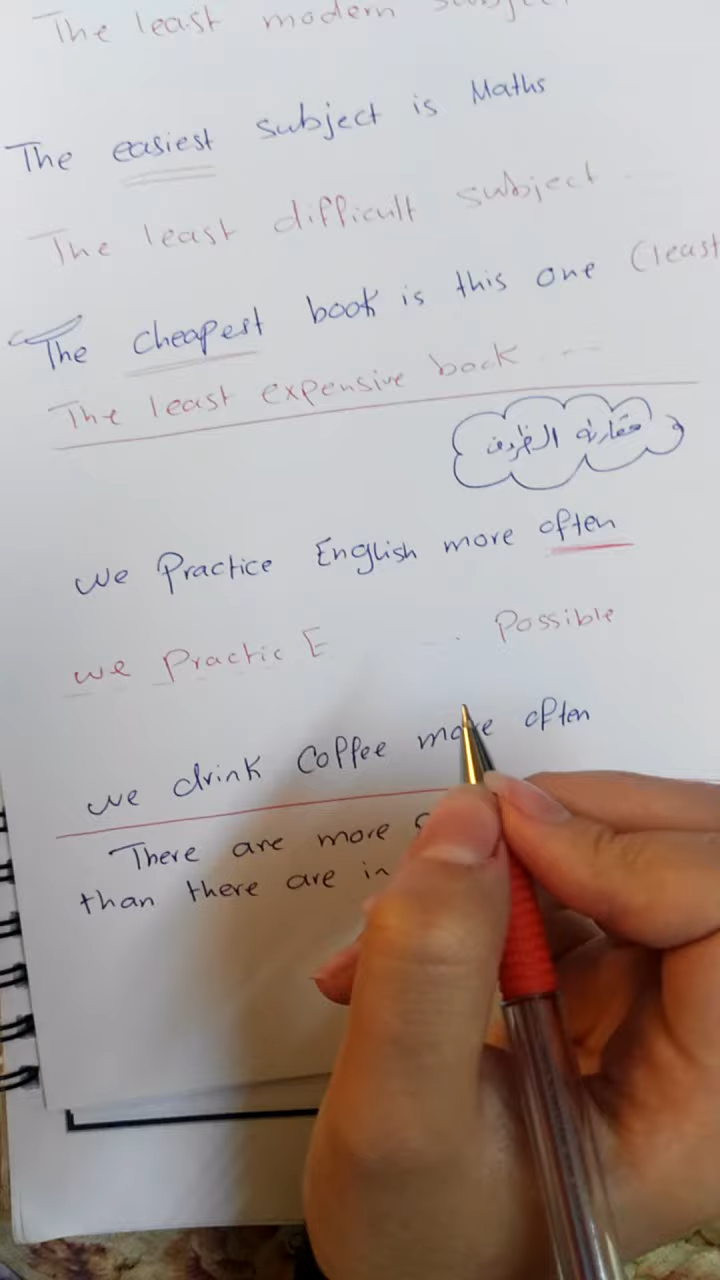 The least modern subject
The easiest subject is Maths
The least difficult subject ..
The cheapest book is this one (least
The least expensive book ...
مقارنة الظروف
we Practice English more often
we Practic E .. Possible
we drink Coffee more often
There are more
than there are in